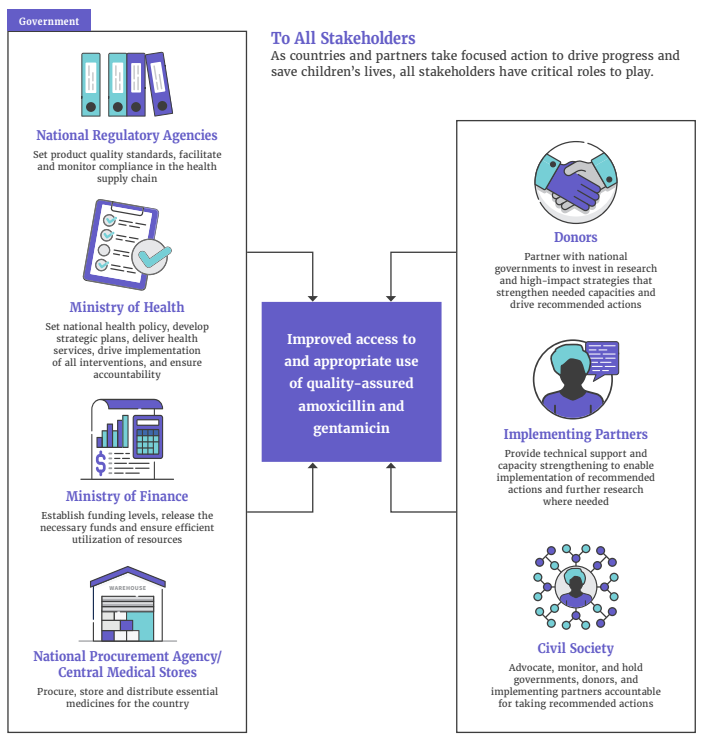 Government
To All Stakeholders
As countries and partners take focused action to drive progress and
save children’s lives, all stakeholders have critical roles to play.
National Regulatory Agencies
Set product quality standards, facilitate
and monitor compliance in the health
supply chain
Ministry of Health
Set national health policy, develop
strategic plans, deliver health
services, drive implementation
of all interventions, and ensure
accountability
$
Ministry of Finance
Establish funding levels, release the
necessary funds and ensure efficient
utilization of resources
WAREHOUSE
National Procurement Agency/
Central Medical Stores
Procure, store and distribute essential
medicines for the country
Improved access to
and appropriate use
of quality-assured
amoxicillin and
gentamicin
Donors
Partner with national
governments to invest in research
and high-impact strategies that
strengthen needed capacities and
drive recommended actions
Implementing Partners
Provide technical support and
capacity strengthening to enable
implementation of recommended
actions and further research
where needed
Civil Society
Advocate, monitor, and hold
governments, donors, and
implementing partners accountable
for taking recommended actions